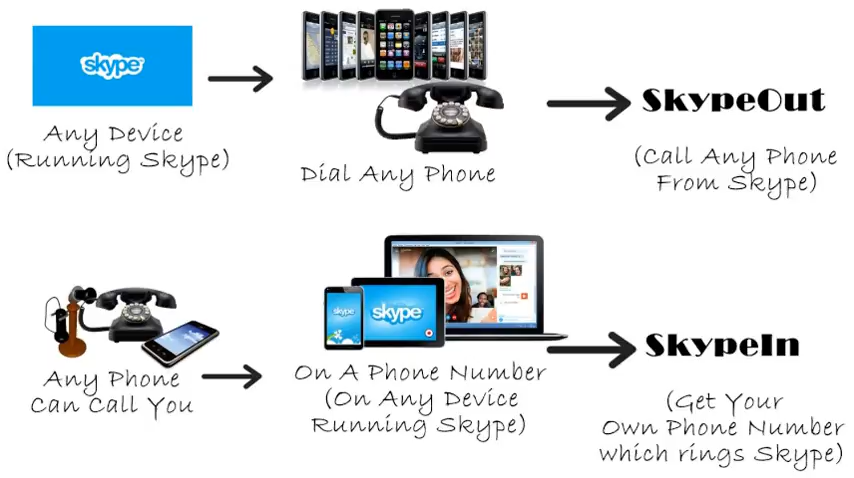 skype
Any Device
(Running Skype)
Dial Any Phone
SkypeOut
(Call Any Phone
From Skype)
Any Phone
Can Call You
skype
skype
On A Phone Number
(On Any Device
Running Skype)
SkypeIn
(Get Your
Own Phone Number
which rings Skype)